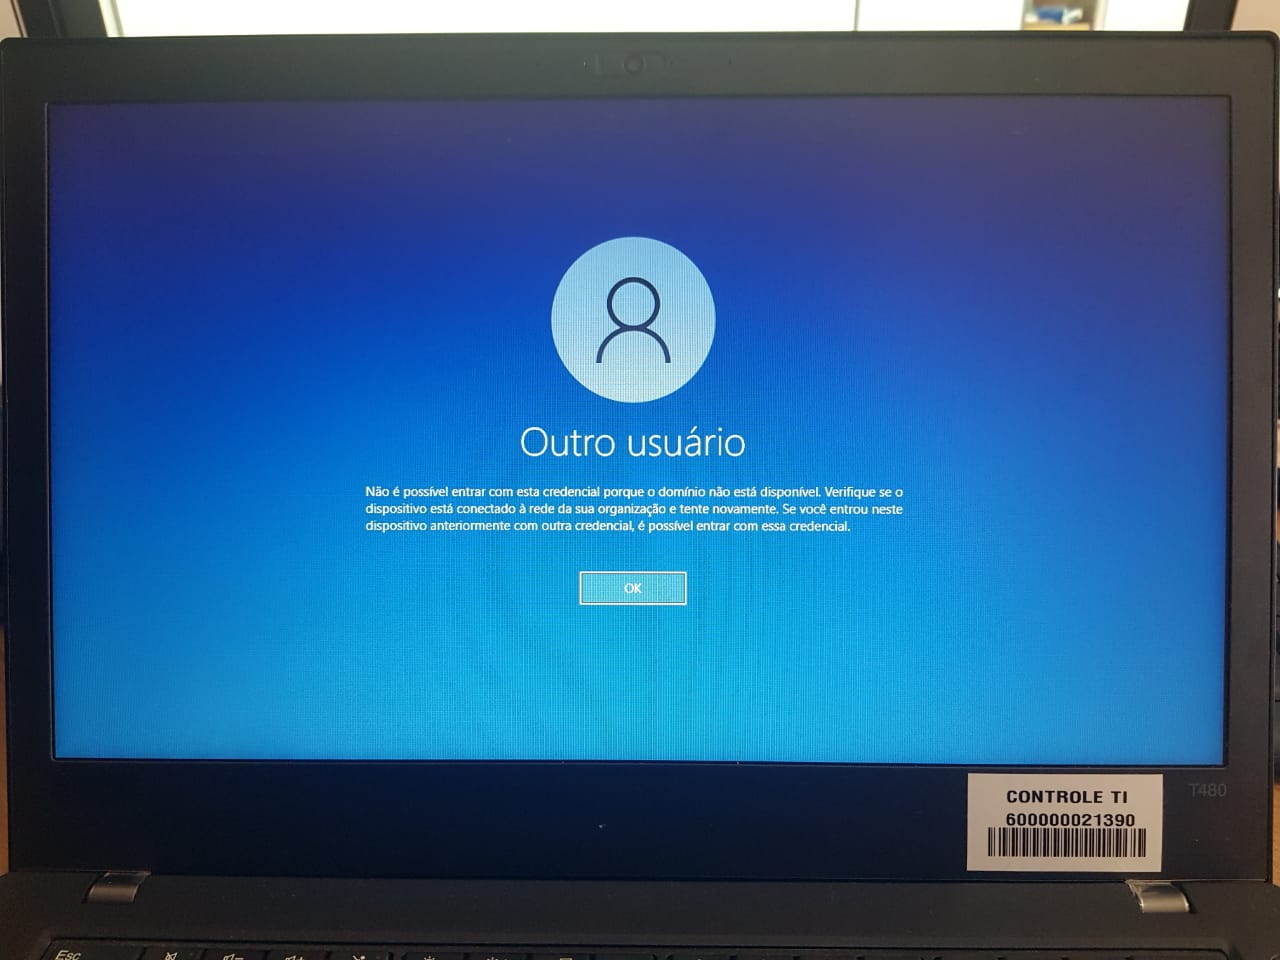 Outro usuário
Não é possível entrar com esta credencial porque o domínio não está disponível. Verifique se o
dispositivo está conectado à rede da sua organização e tente novamente. Se você entrou neste
dispositivo anteriormente com outra credencial, é possível entrar com essa credencial.
OK
CONTROLE TI
600000021390
T480
Esc